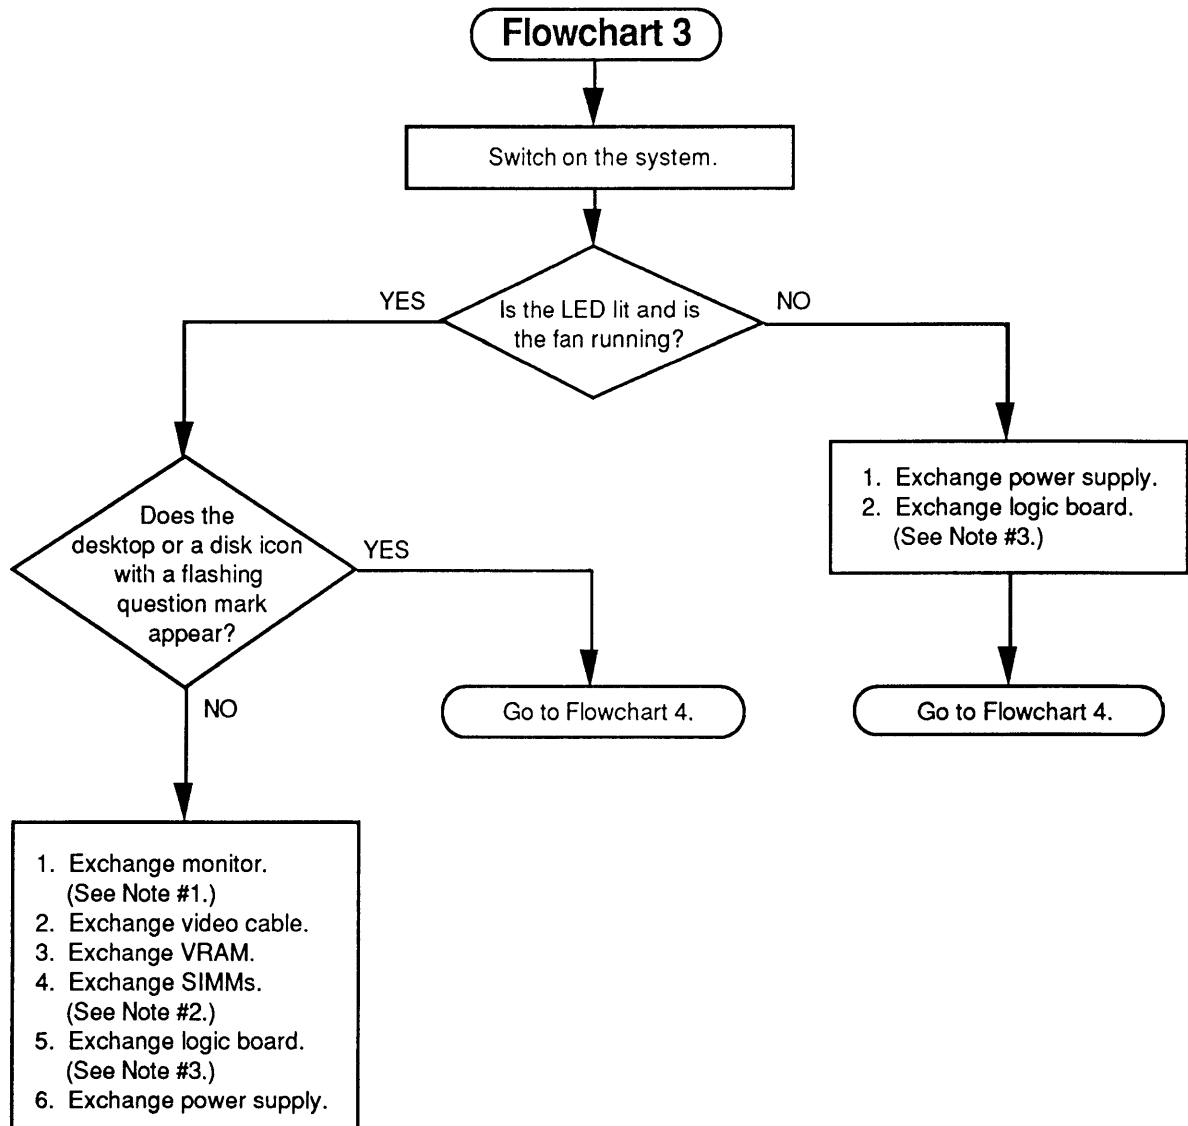 Flowchart 3
Switch on the system.
Is the LED lit and is
the fan running?
YES
NO
1. Exchange power supply.
2. Exchange logic board.
(See Note #3.)
Go to Flowchart 4.
Does the
desktop or a disk icon
with a flashing
question mark
appear?
YES
Go to Flowchart 4.
NO
1. Exchange monitor.
(See Note #1.)
2. Exchange video cable.
3. Exchange VRAM.
4. Exchange SIMMs.
(See Note #2.)
5. Exchange logic board.
(See Note #3.)
6. Exchange power supply.